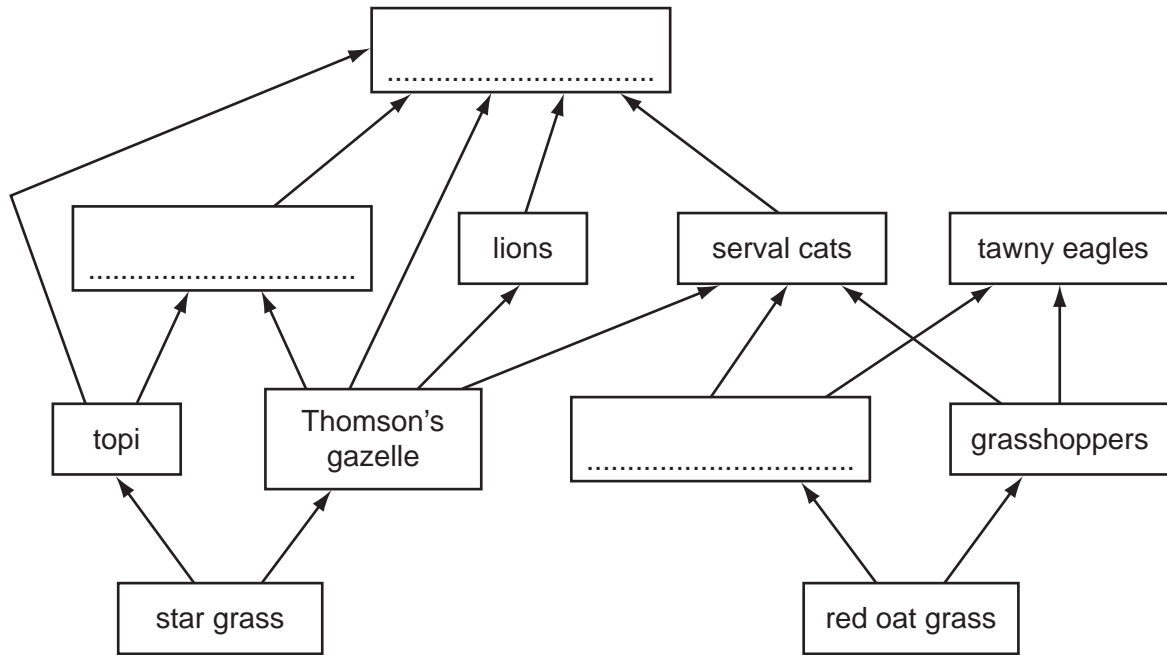 lions
serval cats
tawny eagles
topi
Thomson's
gazelle
grasshoppers
star grass
red oat grass